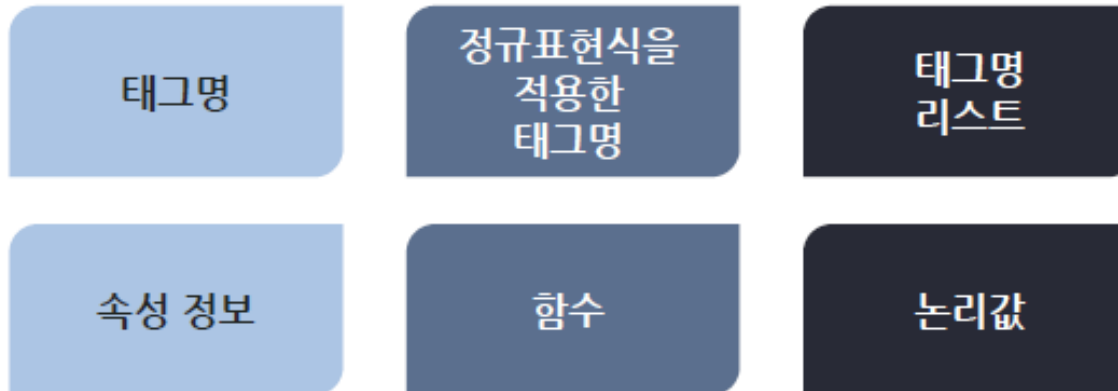 태그명
정규표현식을
적용한
태그명
태그명
리스트
속성 정보
함수
논리값